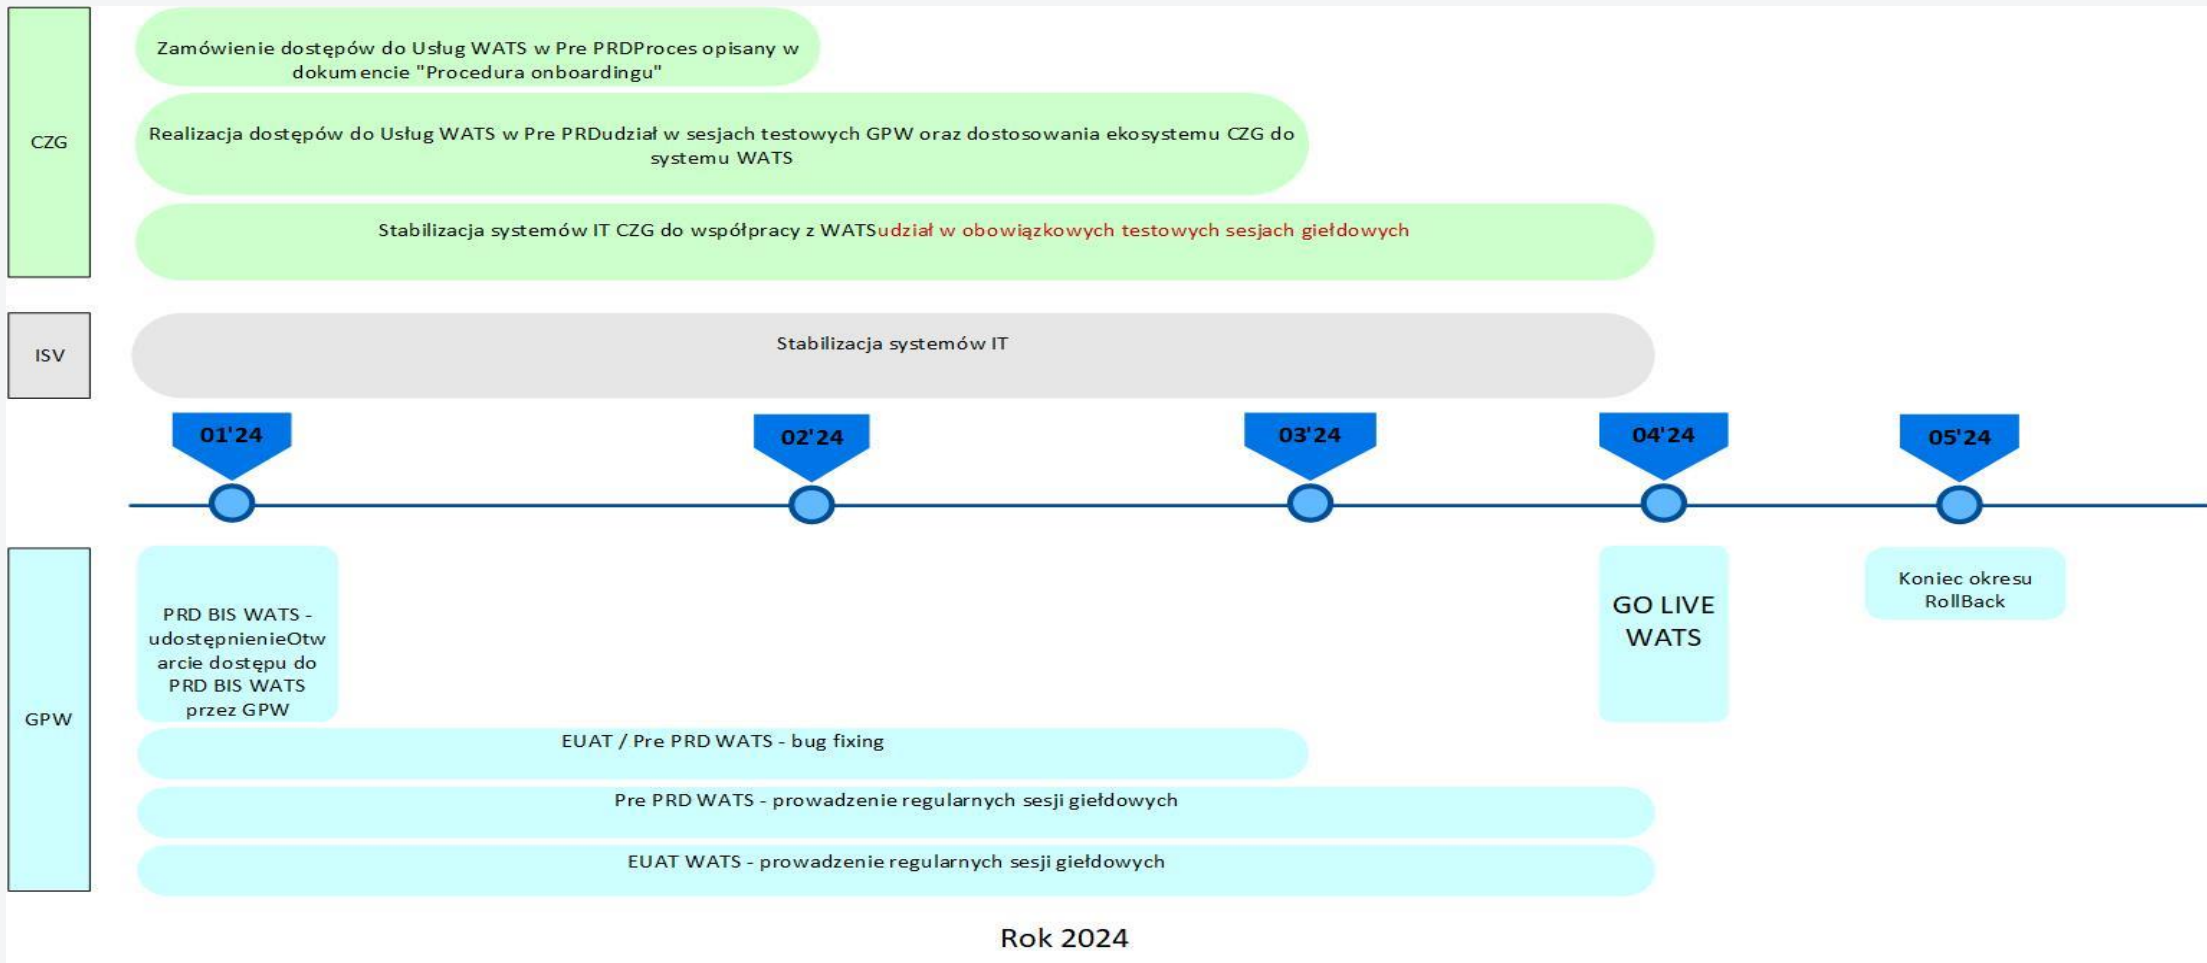 CZG
Zamówienie dostępów do Usług WATS w Pre PRDProces opisany w
dokumencie "Procedura onboardingu"
Realizacja dostępów do Usług WATS w Pre PRDudział w sesjach testowych GPW oraz dostosowania ekosystemu CZG do
systemu WATS
Stabilizacja systemów IT CZG do współpracy z WATSudział w obowiązkowych testowych sesjach giełdowych
ISV
Stabilizacja systemów IT
01'24
02'24
03'24
04'24
05'24
GPW
PRD BIS WATS -
udostępnienieOtw
arcie dostępu do
PRD BIS WATS
przez GPW
GO LIVE
WATS
Koniec okresu
RollBack
EUAT / Pre PRD WATS - bug fixing
Pre PRD WATS - prowadzenie regularnych sesji giełdowych
EUAT WATS - prowadzenie regularnych sesji giełdowych
Rok 2024